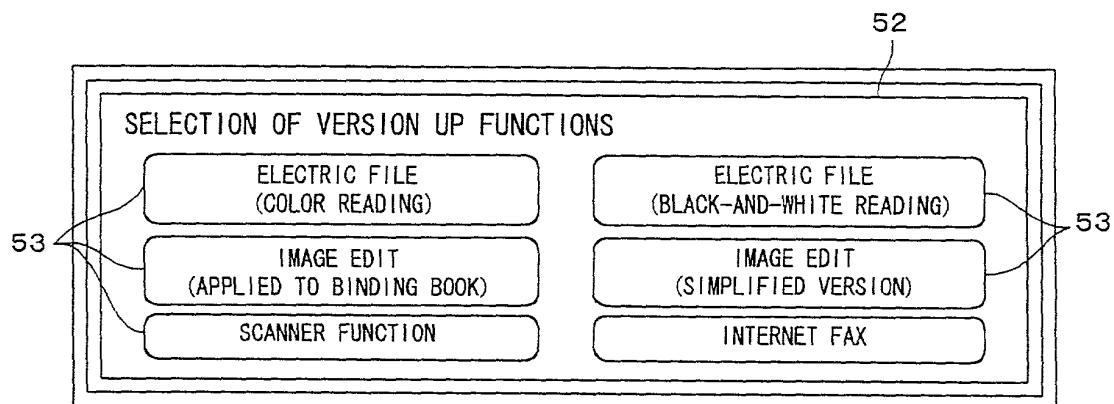 52
SELECTION OF VERSION UP FUNCTIONS
ELECTRIC FILE
(COLOR READING)
ELECTRIC FILE
(BLACK-AND-WHITE READING)
53
53
IMAGE EDIT
(APPLIED TO BINDING BOOK)
IMAGE EDIT
(SIMPLIFIED VERSION)
SCANNER FUNCTION
INTERNET FAX